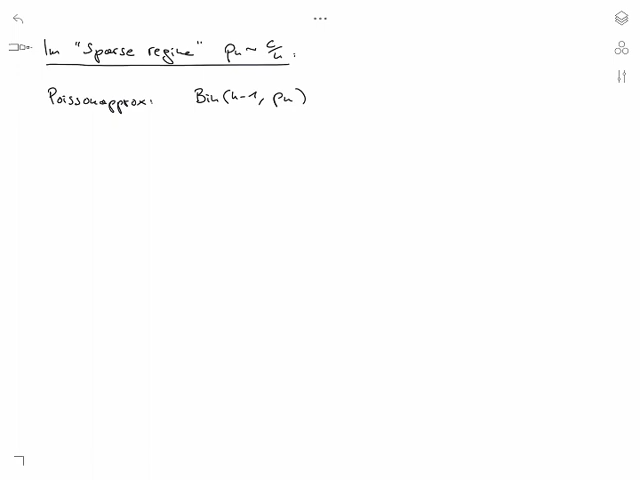 Im "Sparse regime" pn ~ c/n.
Poissonapprox: Bin(n-1, pn)